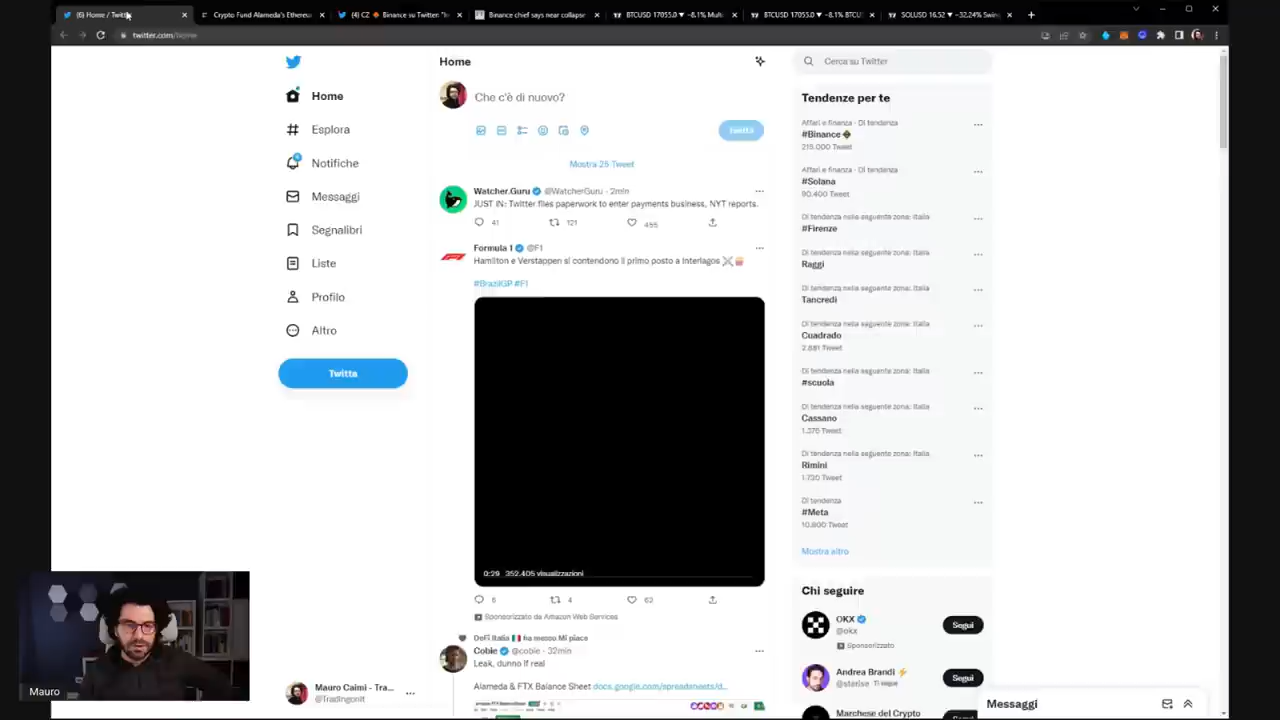 (6) Home / Twitter
Crypto Fund Alameda's Ethereu
(4) CZ 🔶 Binance su Twitter: "In
Binance chief says near collapse
BTCUSD 17055.0 ▼ −8.1% Mult
BTCUSD 17055.0 ▼ −8.1% BTCU
SOLUSD 16.52 ▼ −32.24% Swin
twitter.com/home
Home
Cerca su Twitter
Home
Esplora
Notifiche
Messaggi
Segnalibri
Liste
Profilo
Altro
Twitta
Che c'è di nuovo?
Twitta
Mostra 25 Tweet
Watcher.Guru @WatcherGuru · 2min
JUST IN: Twitter files paperwork to enter payments business, NYT reports.
41 121 455
Formula 1 @F1
Hamilton e Verstappen si contendono il primo posto a Interlagos ⚔️🍿
#BrazilGP #F1
0:29 352.405 visualizzazioni
6 4 63
Sponsorizzato da Amazon Web Services
DeFi Italia 🇮🇹 ha messo Mi piace
Cobie @cobie · 32min
Leak, dunno if real
Alameda & FTX Balance Sheet docs.google.com/spreadsheets/d…
Tendenze per te
Affari e finanza · Di tendenza
#Binance
215.000 Tweet
Affari e finanza · Di tendenza
#Solana
90.400 Tweet
Di tendenza nella seguente zona: Italia
#Firenze
Di tendenza nella seguente zona: Italia
Raggi
Di tendenza nella seguente zona: Italia
Tancredi
Di tendenza nella seguente zona: Italia
Cuadrado
2.881 Tweet
Di tendenza nella seguente zona: Italia
#scuola
Di tendenza nella seguente zona: Italia
Cassano
1.375 Tweet
Di tendenza nella seguente zona: Italia
Rimini
1.720 Tweet
Di tendenza
#Meta
10.800 Tweet
Mostra altro
Chi seguire
OKX
@okx
Segui
Sponsorizzato
Andrea Brandi ⚡
Ti segue
Segui
Marchese del Crypto
Messaggi
Mauro Caimi - Tra...
@Tradingonit
Mauro